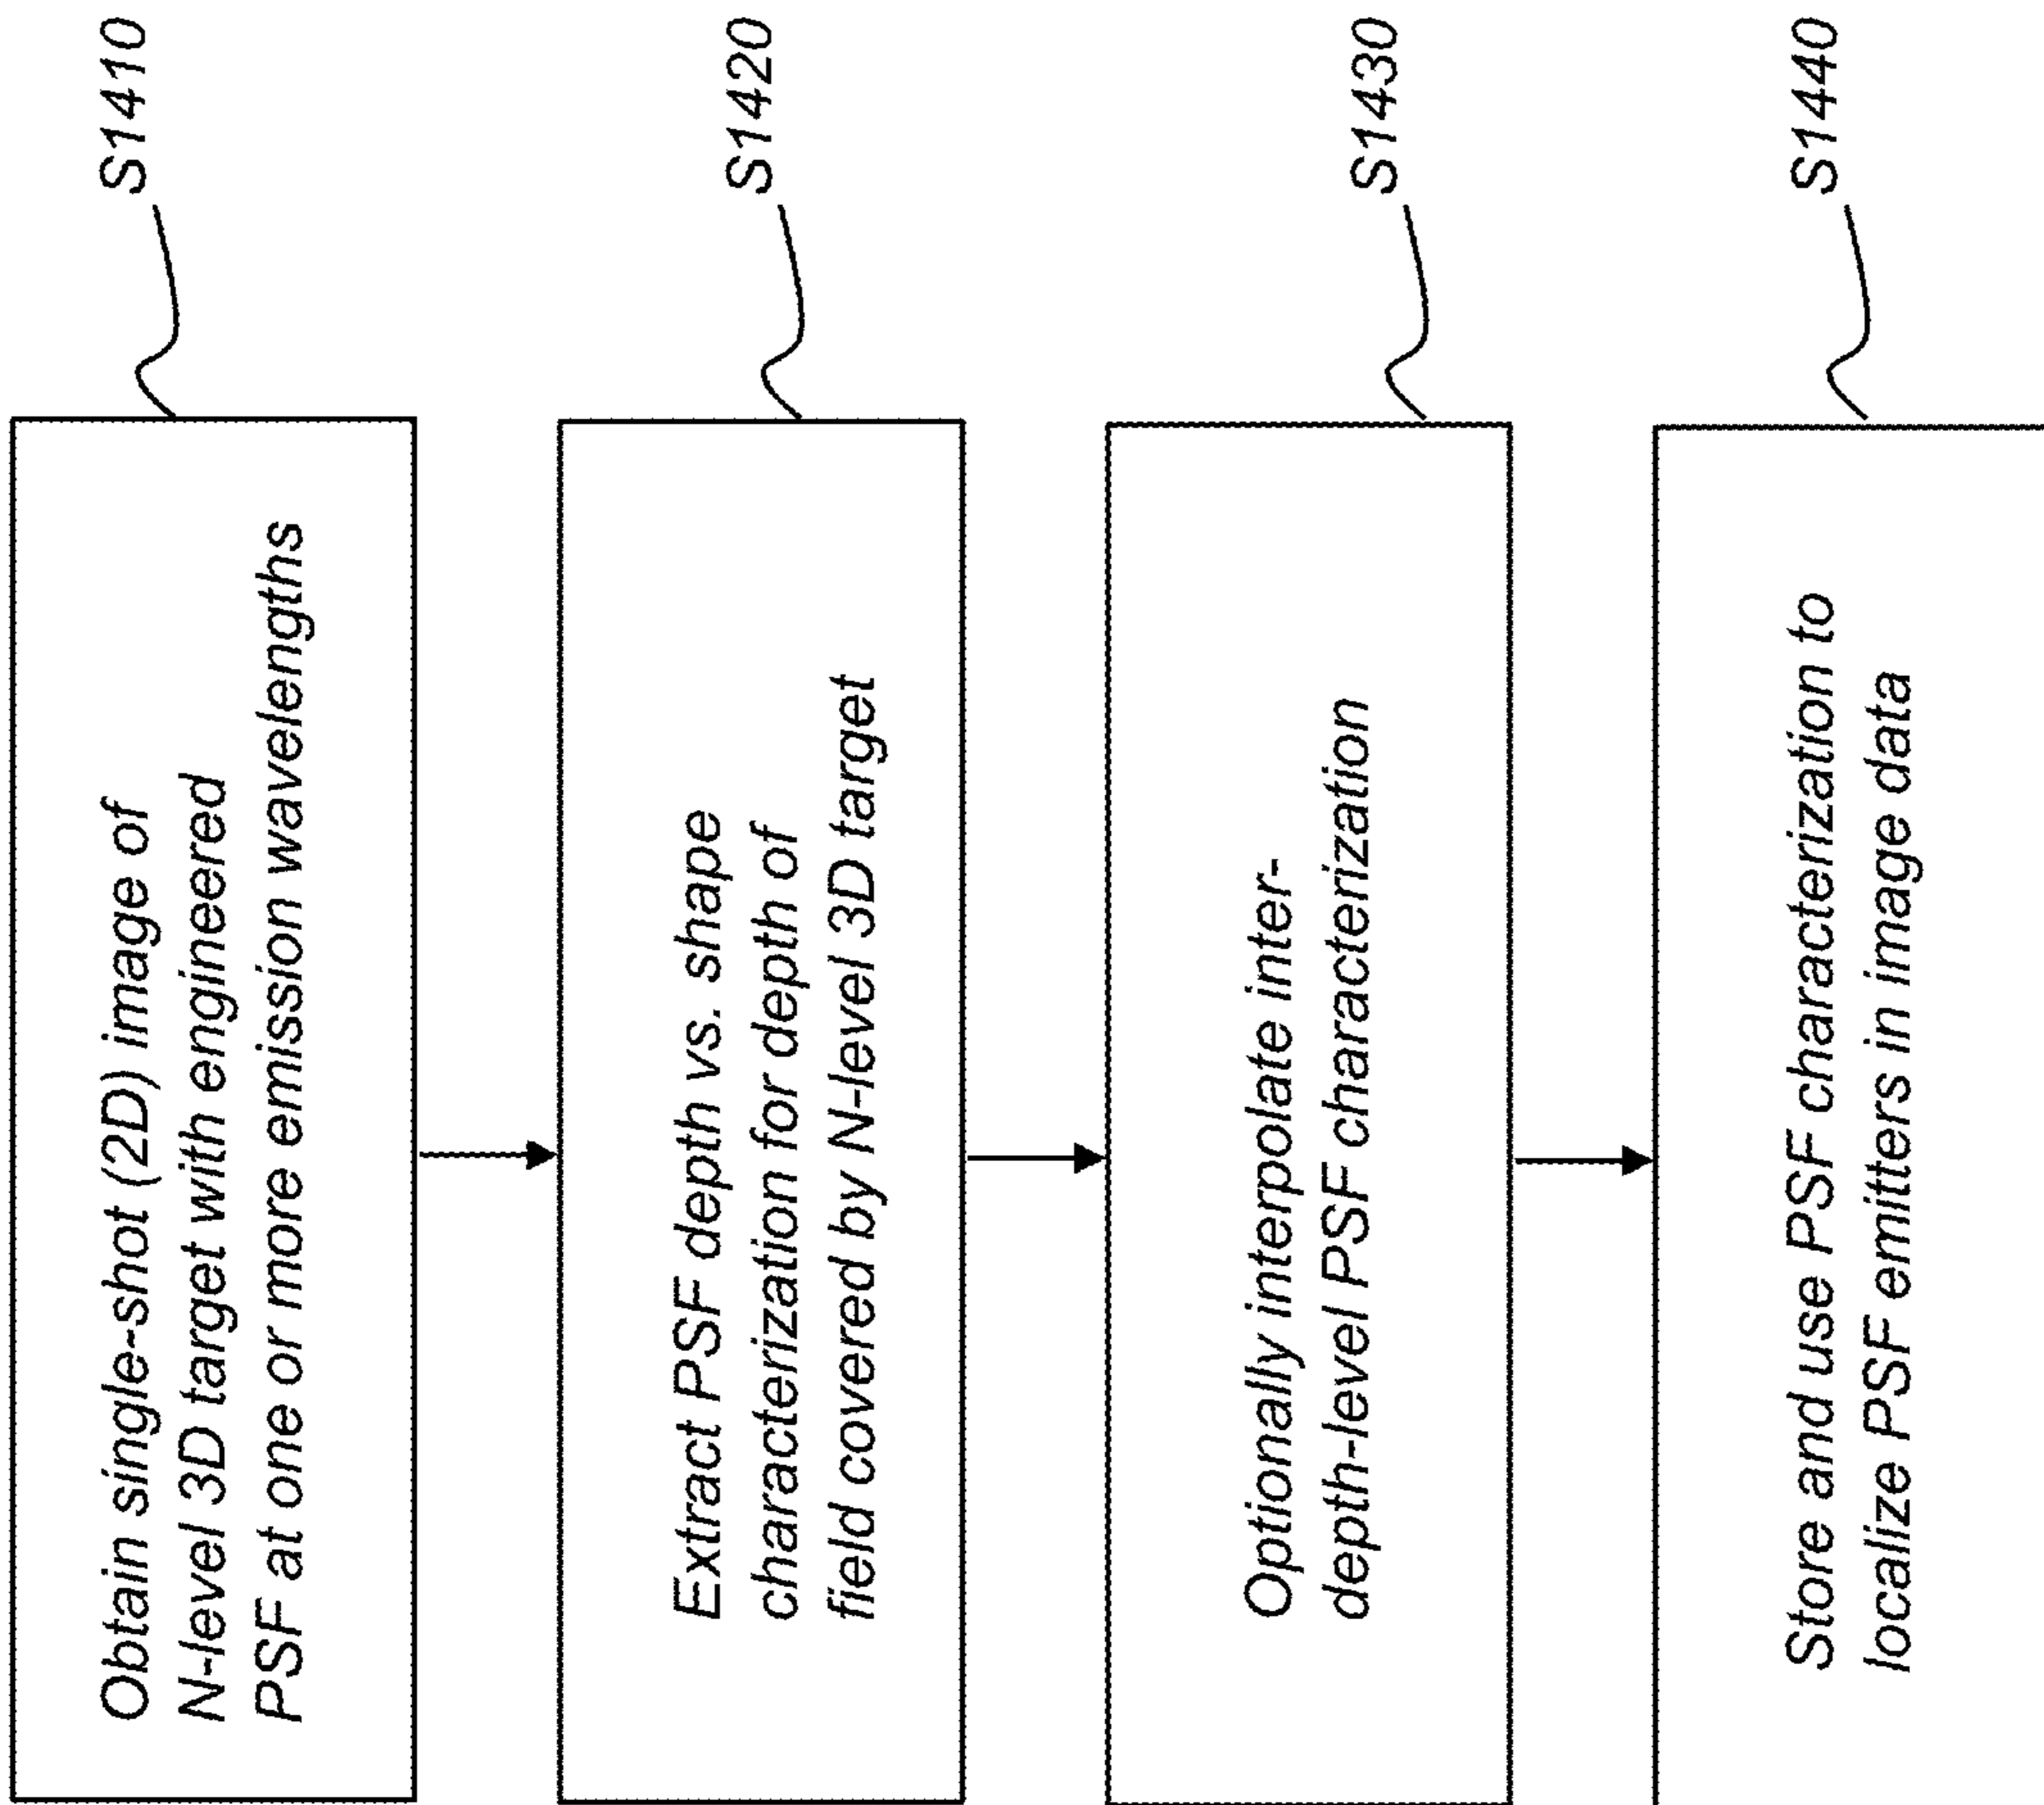 Obtain single-shot (2D) image of
N-level 3D target with engineered
PSF at one or more emission wavelengths
S1410
Extract PSF depth vs. shape
characterization for depth of
field covered by N-level 3D target
S1420
Optionally interpolate inter-
depth-level PSF characterization
S1430
Store and use PSF characterization to
localize PSF emitters in image data
S1440